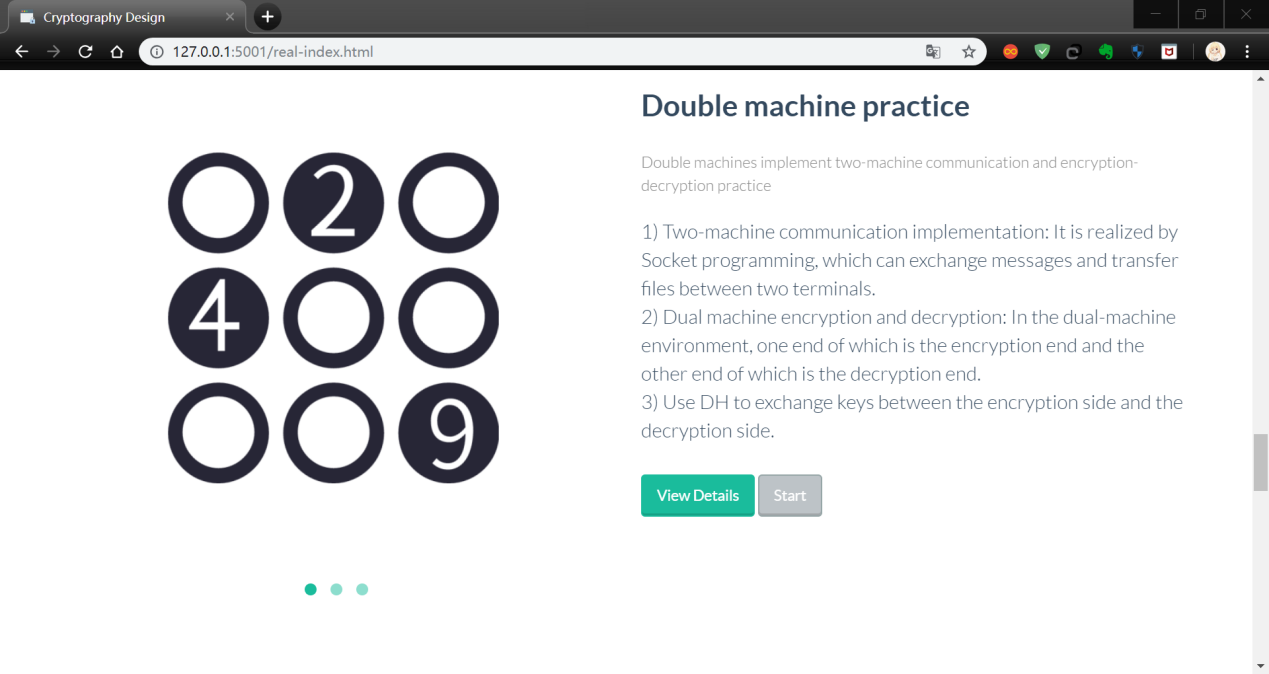 Cryptography Design
127.0.0.1:5001/real-index.html
Double machine practice
Double machines implement two-machine communication and encryption-
decryption practice
1) Two-machine communication implementation: It is realized by
Socket programming, which can exchange messages and transfer
files between two terminals.
2) Dual machine encryption and decryption: In the dual-machine
environment, one end of which is the encryption end and the
other end of which is the decryption end.
3) Use DH to exchange keys between the encryption side and the
decryption side.
View Details Start
2
4
9